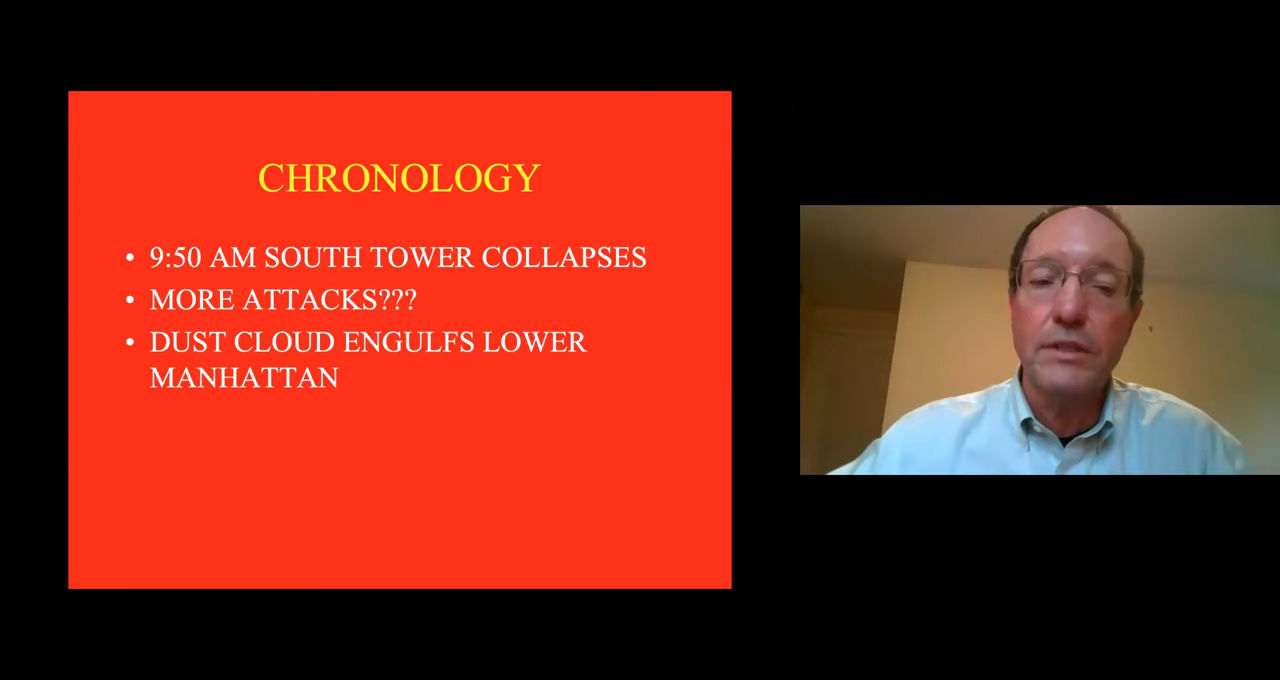 CHRONOLOGY
• 9:50 AM SOUTH TOWER COLLAPSES
• MORE ATTACKS???
• DUST CLOUD ENGULFS LOWER
MANHATTAN